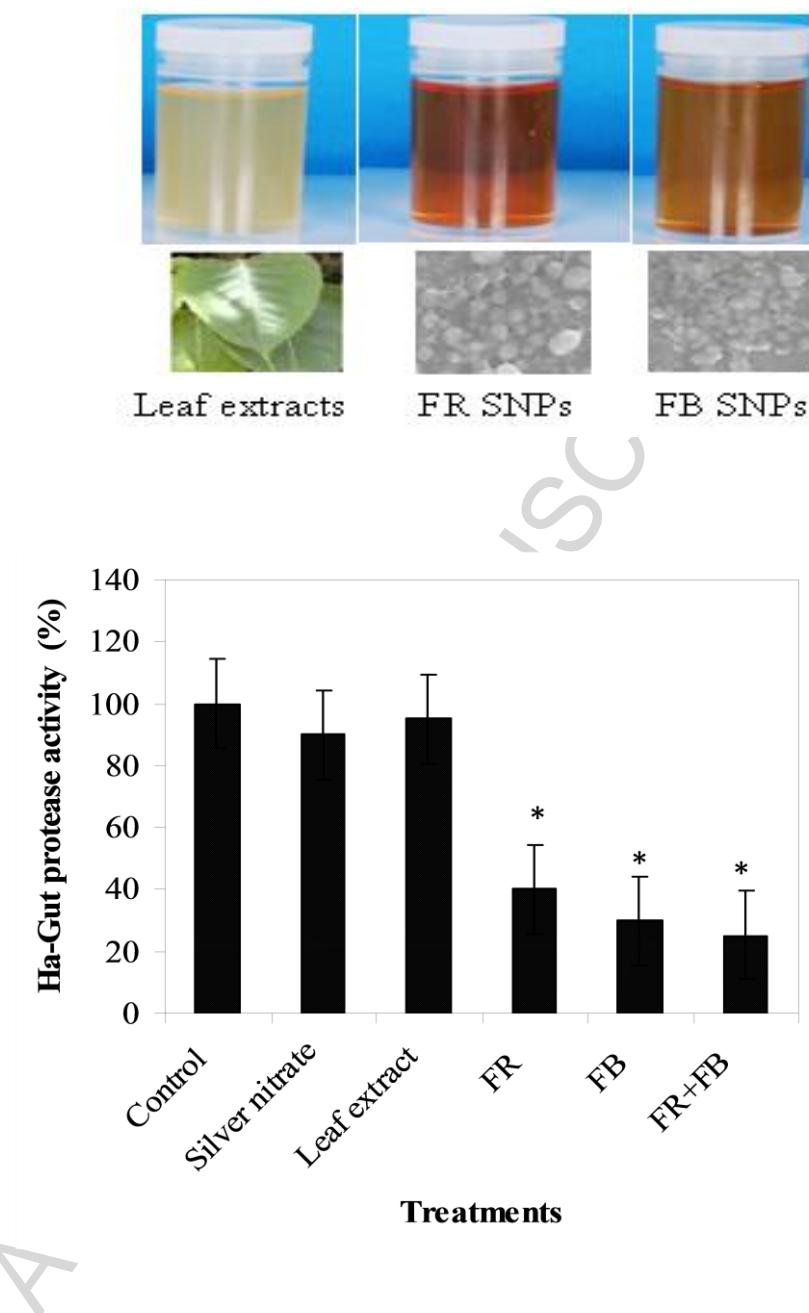 Leaf extracts FR SNPs FB SNPs
ISC
140
120
100
80
60
40
20
0
Ha-Gut protease activity (%)
*
*
*
Control
Silver nitrate
Leaf extract
FR
FB
FR+FB
Treatments
A